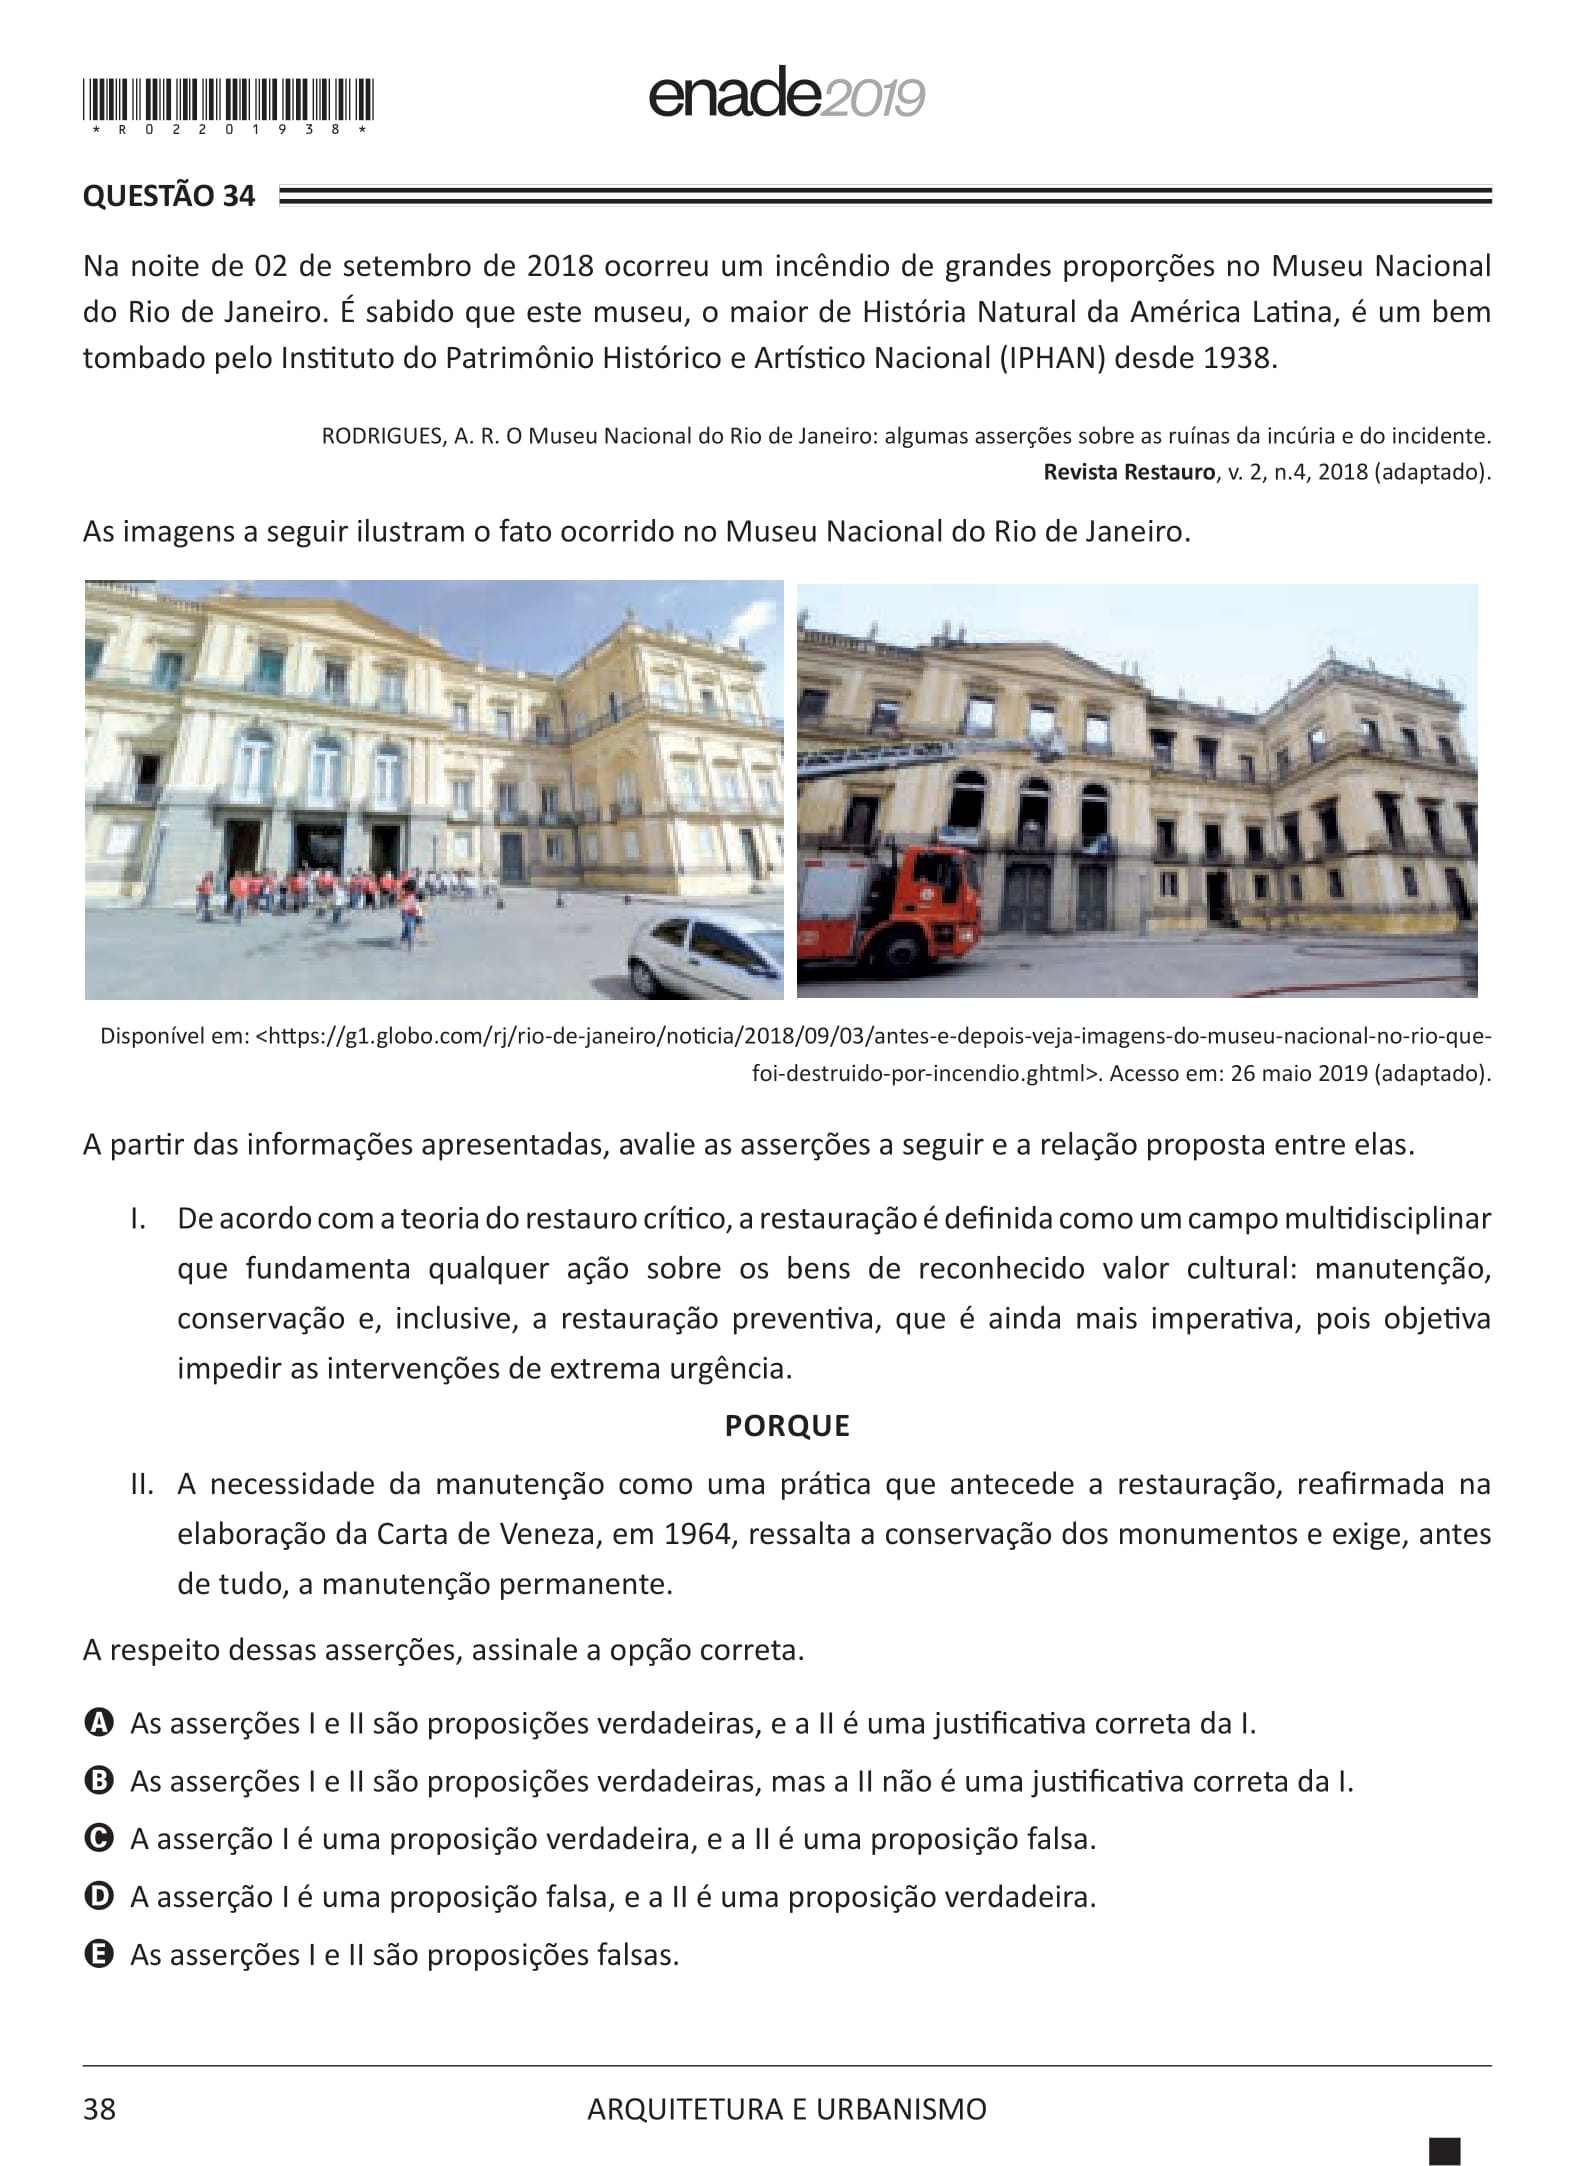 *R02201938*
enade2019
QUESTÃO 34
Na noite de 02 de setembro de 2018 ocorreu um incêndio de grandes proporções no Museu Nacional
do Rio de Janeiro. É sabido que este museu, o maior de História Natural da América Latina, é um bem
tombado pelo Instituto do Patrimônio Histórico e Artístico Nacional (IPHAN) desde 1938.
RODRIGUES, A. R. O Museu Nacional do Rio de Janeiro: algumas asserções sobre as ruínas da incúria e do incidente.
Revista Restauro, v. 2, n.4, 2018 (adaptado).
As imagens a seguir ilustram o fato ocorrido no Museu Nacional do Rio de Janeiro.
Disponível em: <https://g1.globo.com/rj/rio-de-janeiro/noticia/2018/09/03/antes-e-depois-veja-imagens-do-museu-nacional-no-rio-que-
foi-destruido-por-incendio.ghtml>. Acesso em: 26 maio 2019 (adaptado).
A partir das informações apresentadas, avalie as asserções a seguir e a relação proposta entre elas.
I. De acordo com a teoria do restauro crítico, a restauração é definida como um campo multidisciplinar
que fundamenta qualquer ação sobre os bens de reconhecido valor cultural: manutenção,
conservação e, inclusive, a restauração preventiva, que é ainda mais imperativa, pois objetiva
impedir as intervenções de extrema urgência.
PORQUE
II. A necessidade da manutenção como uma prática que antecede a restauração, reafirmada na
elaboração da Carta de Veneza, em 1964, ressalta a conservação dos monumentos e exige, antes
de tudo, a manutenção permanente.
A respeito dessas asserções, assinale a opção correta.
A As asserções I e II são proposições verdadeiras, e a II é uma justificativa correta da I.
B As asserções I e II são proposições verdadeiras, mas a II não é uma justificativa correta da I.
C A asserção I é uma proposição verdadeira, e a II é uma proposição falsa.
D A asserção I é uma proposição falsa, e a II é uma proposição verdadeira.
E As asserções I e II são proposições falsas.
38
ARQUITETURA E URBANISMO